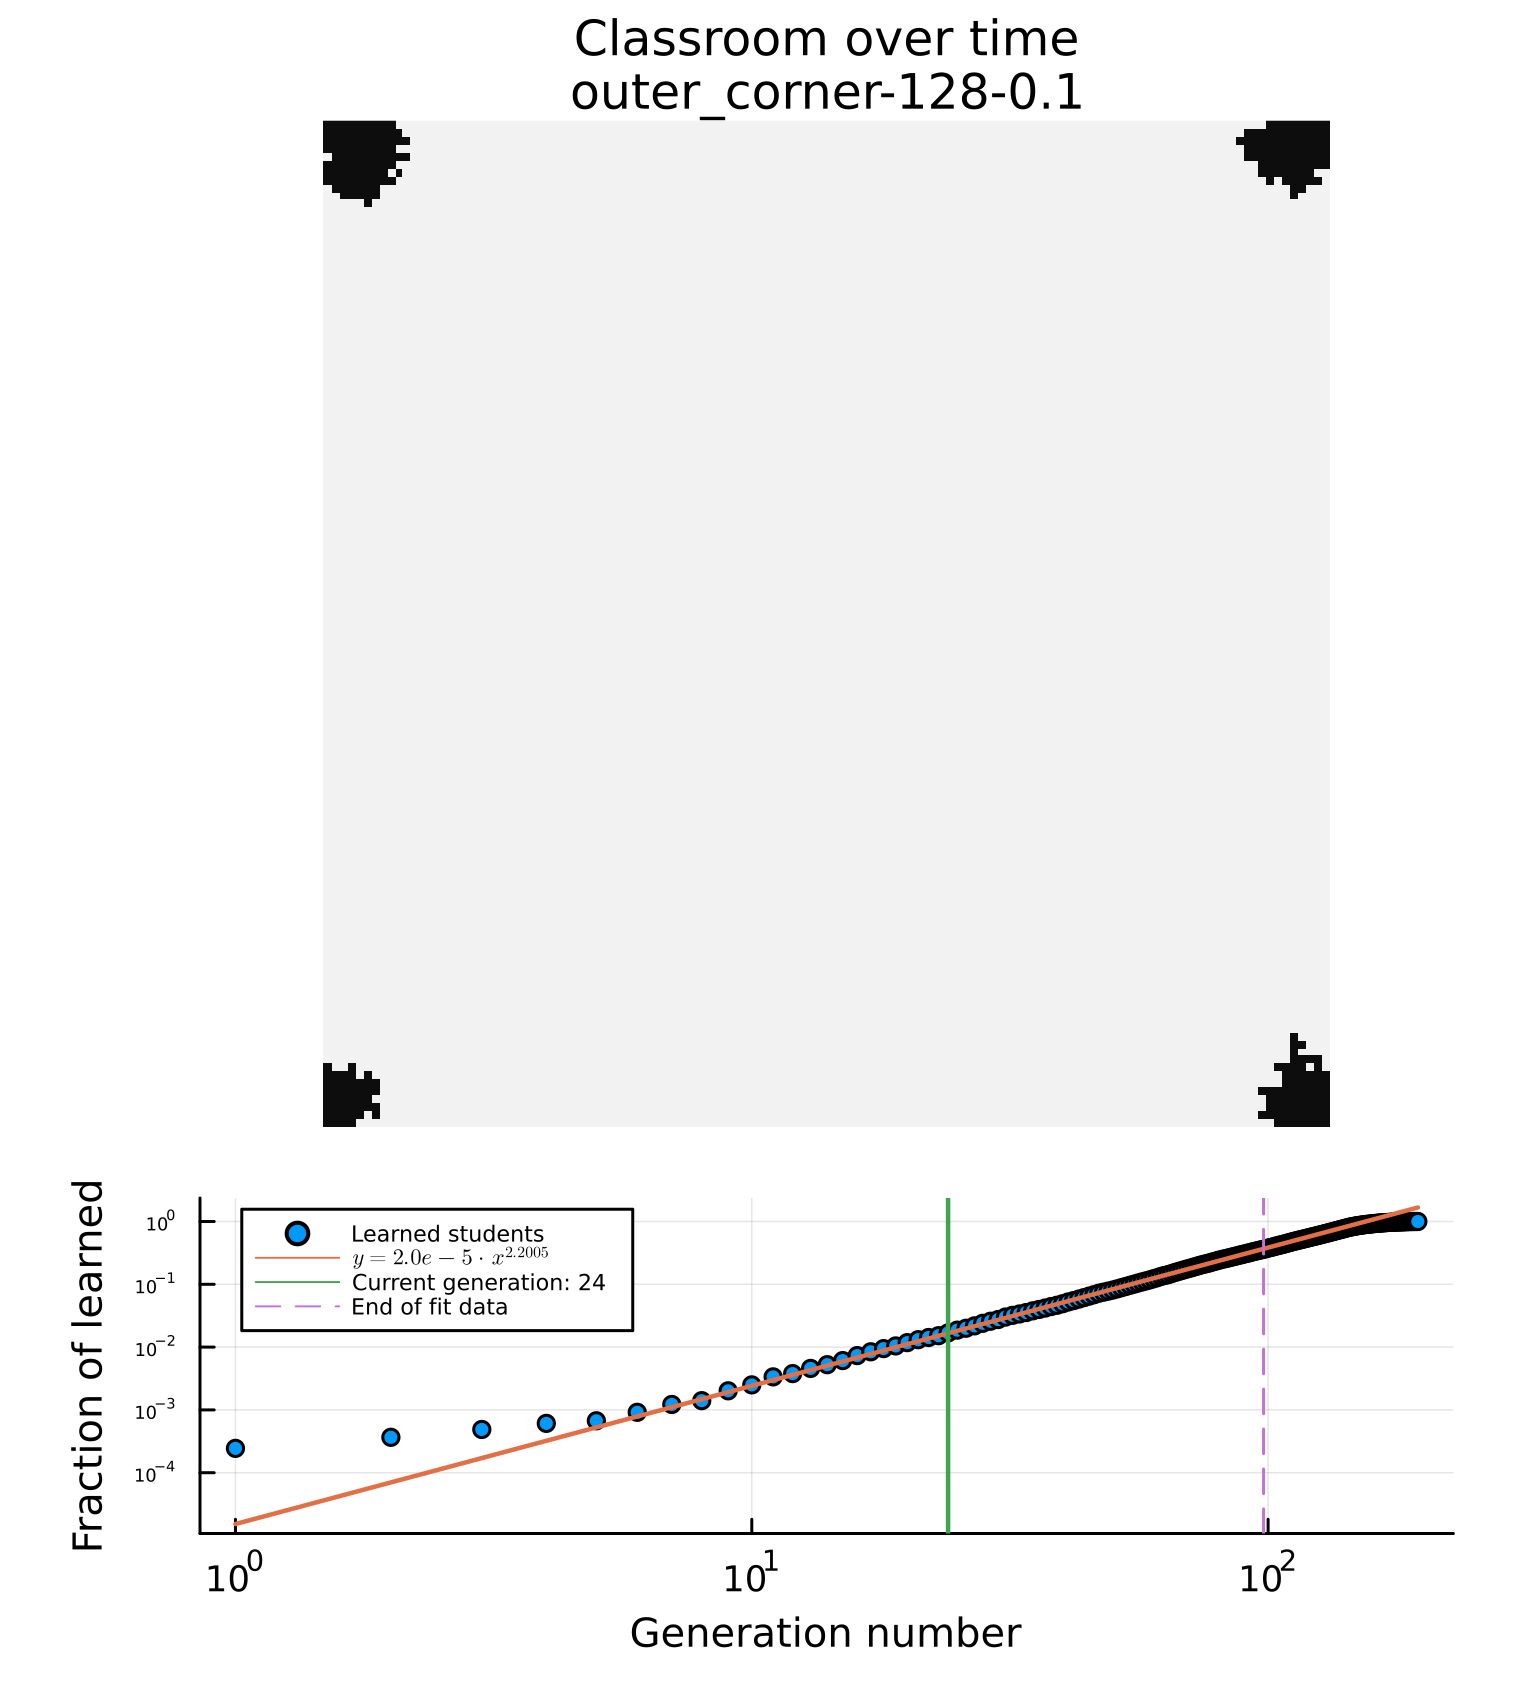 Classroom over time
outer_corner-128-0.1
Fraction of learned
10^0
10^-1
10^-2
10^-3
10^-4
Learned students
y = 2.0e − 5 · x^2.2005
Current generation: 24
End of fit data
10^0 10^1 10^2
Generation number